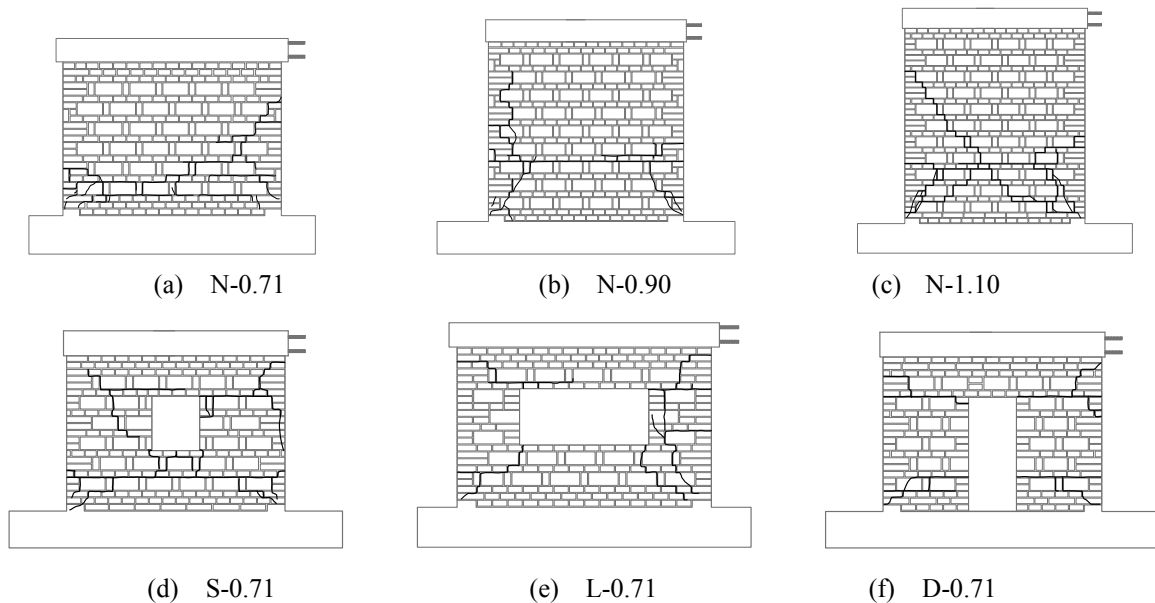 (a) N-0.71
(b) N-0.90
(c) N-1.10
(d) S-0.71
(e) L-0.71
(f) D-0.71